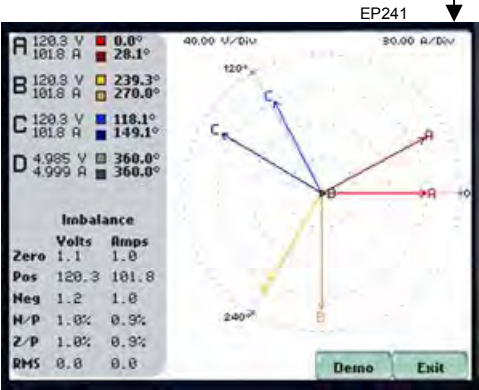 EP241
A 120.3 V 0.0°
101.8 A 28.1°
B 120.3 V 239.3°
101.8 A 270.0°
C 120.3 V 118.1°
101.8 A 149.1°
D 4.985 V 360.0°
4.999 A 360.0°
Imbalance
Volts Amps
Zero 1.1 1.0
Pos 120.3 101.8
Neg 1.2 1.0
N/P 1.0% 0.9%
Z/P 1.0% 0.9%
RMS 0.0 0.0
40.00 V/Div 30.00 A/Div
120°
C
C
A
B
A
+0
240°
B
Demo Exit